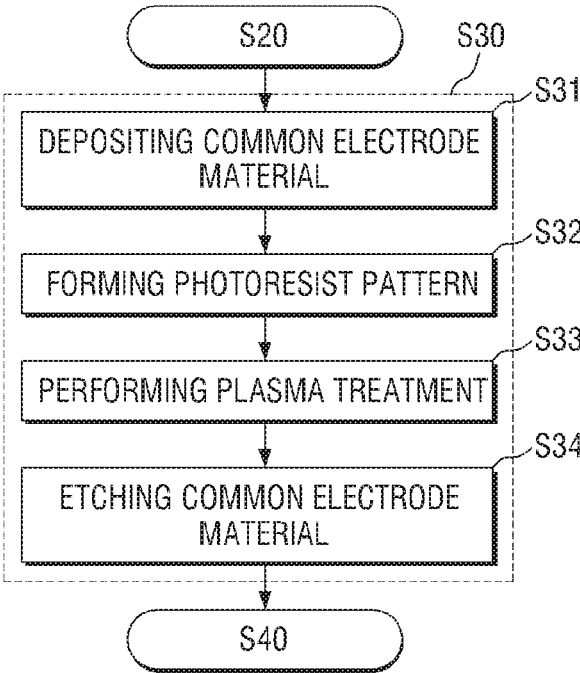 S20
S30
S31
DEPOSITING COMMON ELECTRODE
MATERIAL
S32
FORMING PHOTORESIST PATTERN
S33
PERFORMING PLASMA TREATMENT
S34
ETCHING COMMON ELECTRODE
MATERIAL
S40